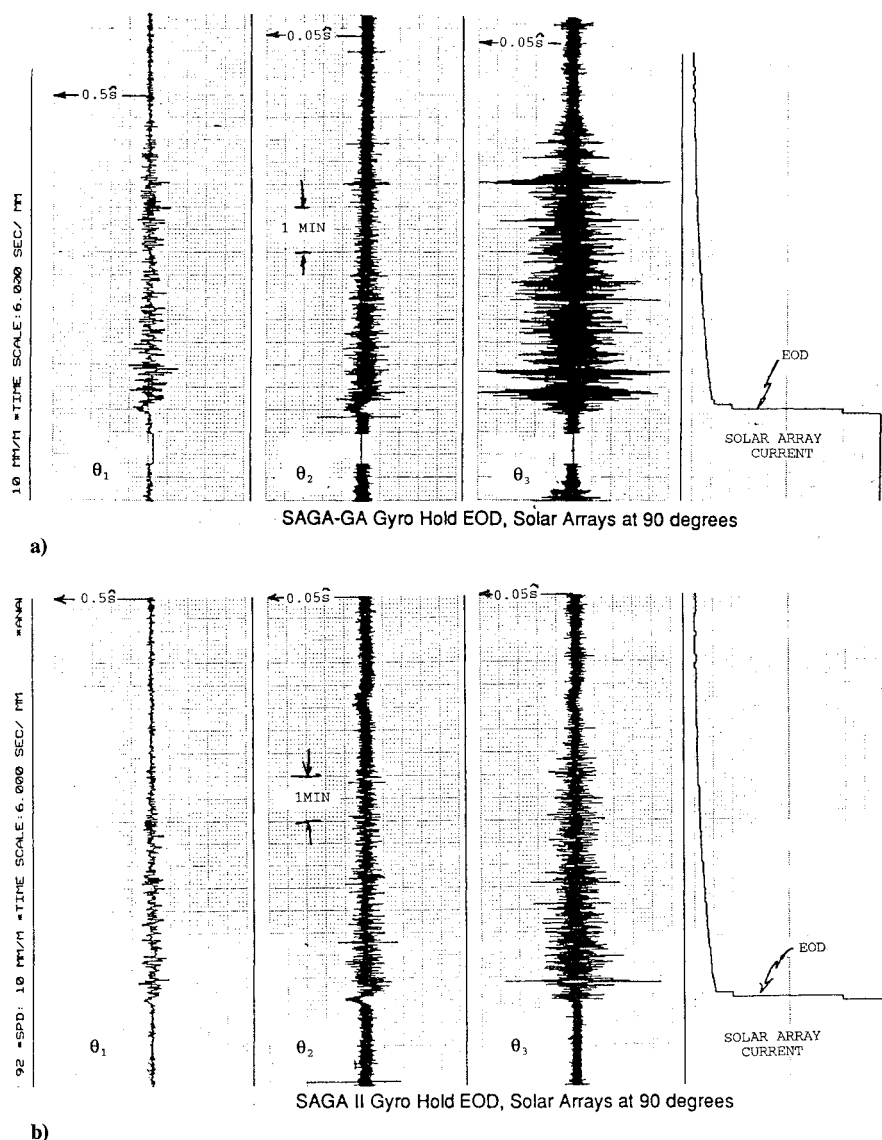 0.5ŝ
0.05ŝ
0.05ŝ
10 MM/M *TIME SCALE:6.000 SEC/ MM
1 MIN
EOD
SOLAR ARRAY
CURRENT
θ1
θ2
θ3
SAGA-GA Gyro Hold EOD, Solar Arrays at 90 degrees
a)
0.5ŝ
0.05ŝ
0.05ŝ
92 *SPD: 10 MM/M *TIME SCALE:6.000 SEC/ MM
1MIN
EOD
SOLAR ARRAY
CURRENT
θ1
θ2
θ3
SAGA II Gyro Hold EOD, Solar Arrays at 90 degrees
b)